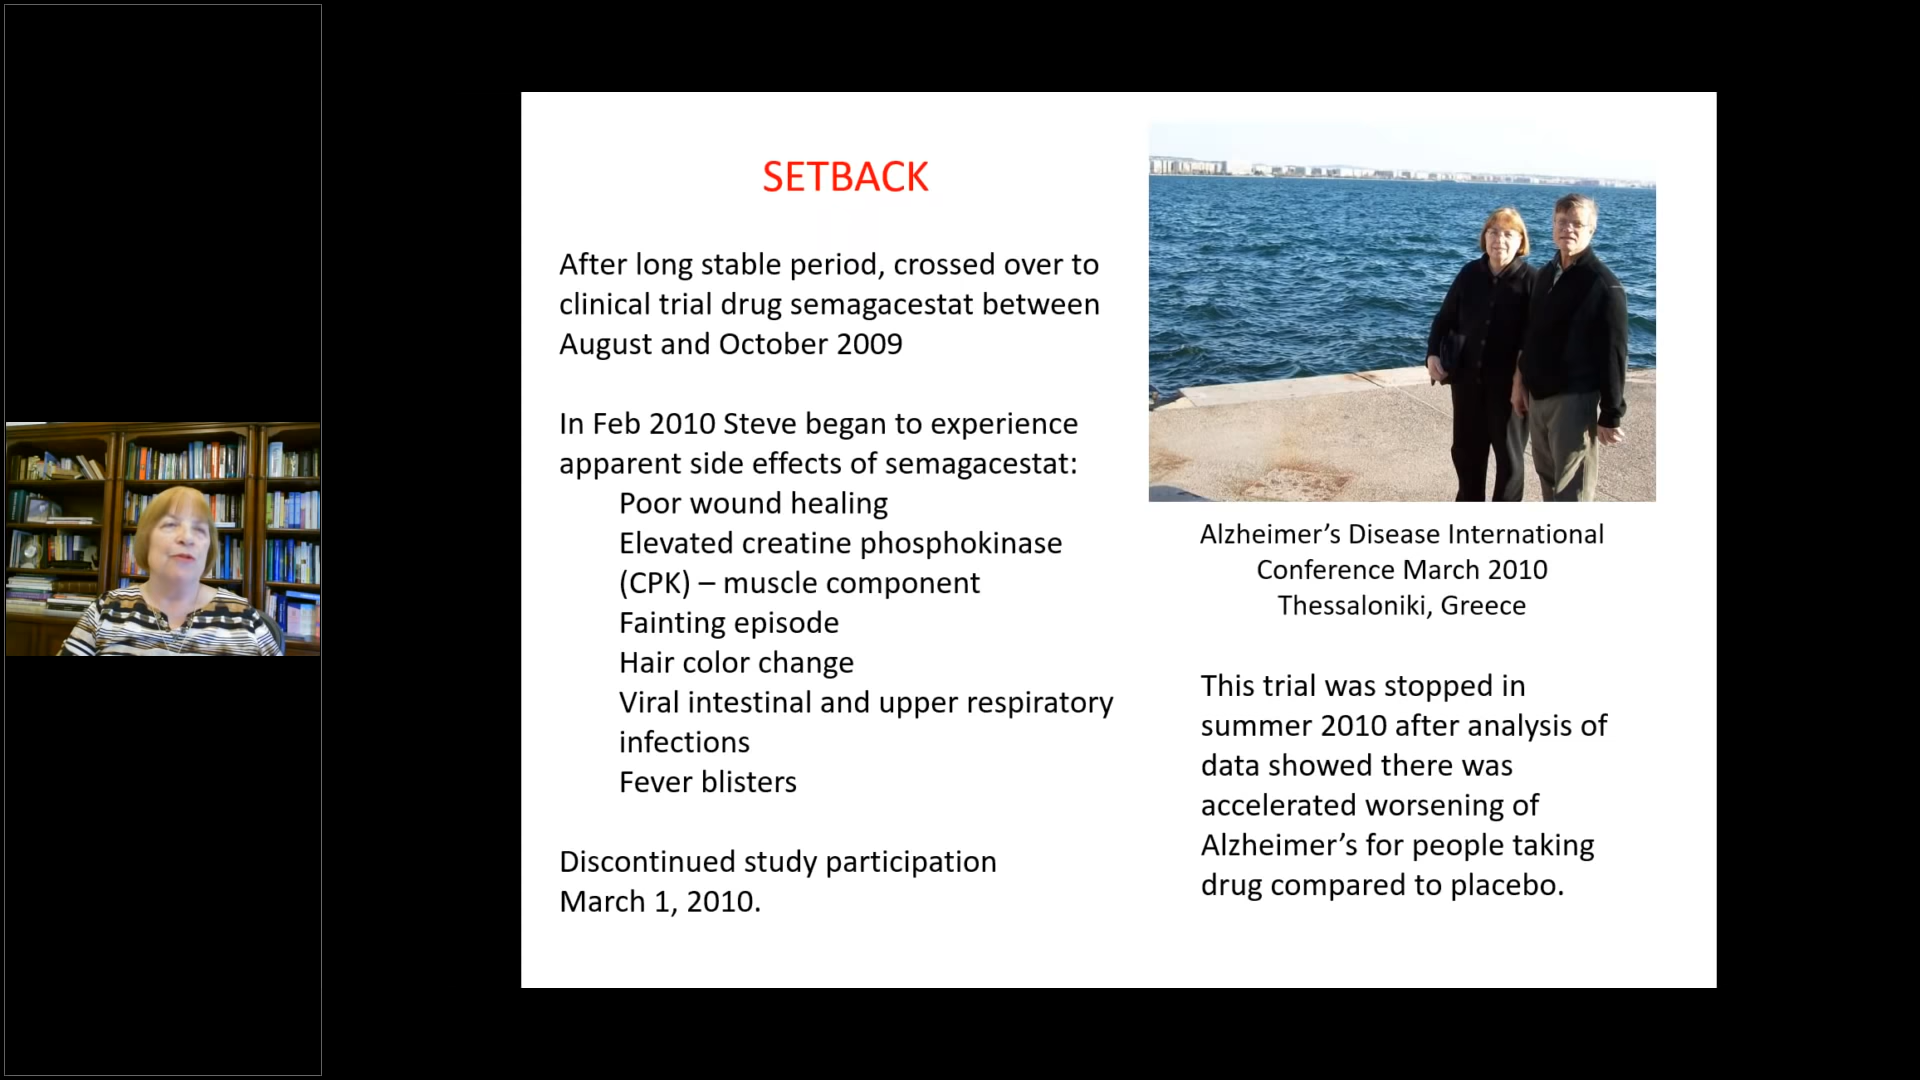 SETBACK
After long stable period, crossed over to
clinical trial drug semagacestat between
August and October 2009
In Feb 2010 Steve began to experience
apparent side effects of semagacestat:
Poor wound healing
Elevated creatine phosphokinase
(CPK) – muscle component
Fainting episode
Hair color change
Viral intestinal and upper respiratory
infections
Fever blisters
Discontinued study participation
March 1, 2010.
Alzheimer’s Disease International
Conference March 2010
Thessaloniki, Greece
This trial was stopped in
summer 2010 after analysis of
data showed there was
accelerated worsening of
Alzheimer’s for people taking
drug compared to placebo.